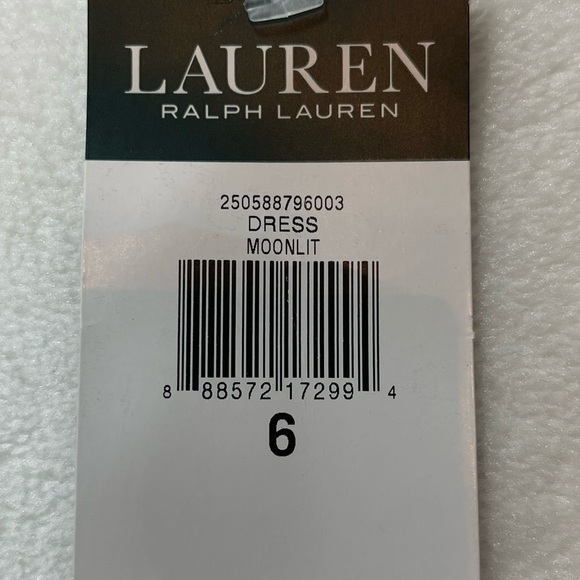 LAUREN
RALPH LAUREN
250588796003
DRESS
MOONLIT
8 88572 17299 4
6